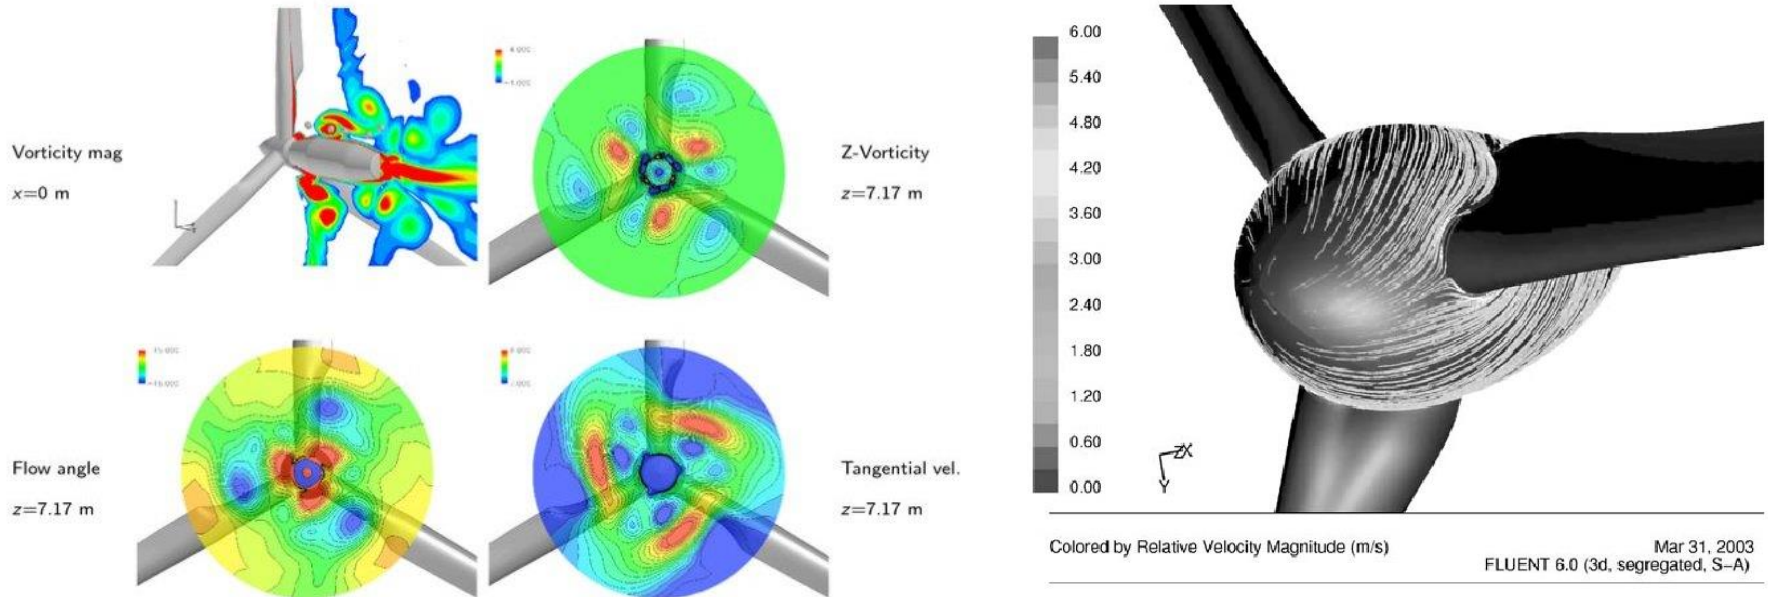 Vorticity mag
x=0 m
Z-Vorticity
z=7.17 m
Flow angle
z=7.17 m
Tangential vel.
z=7.17 m
6.00
5.40
4.80
4.20
3.60
3.00
2.40
1.80
1.20
0.60
0.00
Z X
Y
Colored by Relative Velocity Magnitude (m/s)
Mar 31, 2003
FLUENT 6.0 (3d, segregated, S-A)